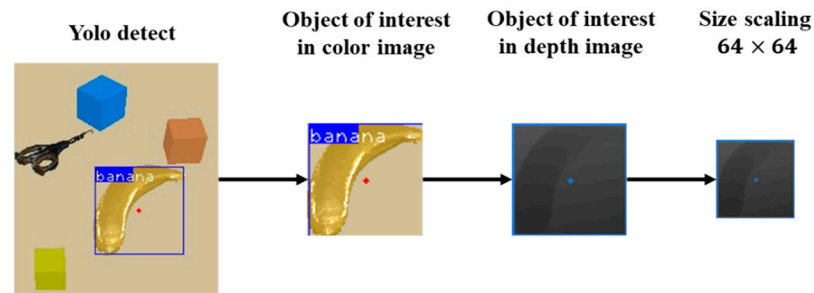 Yolo detect
Object of interest
in color image
Object of interest
in depth image
Size scaling
64 × 64
banana
banana